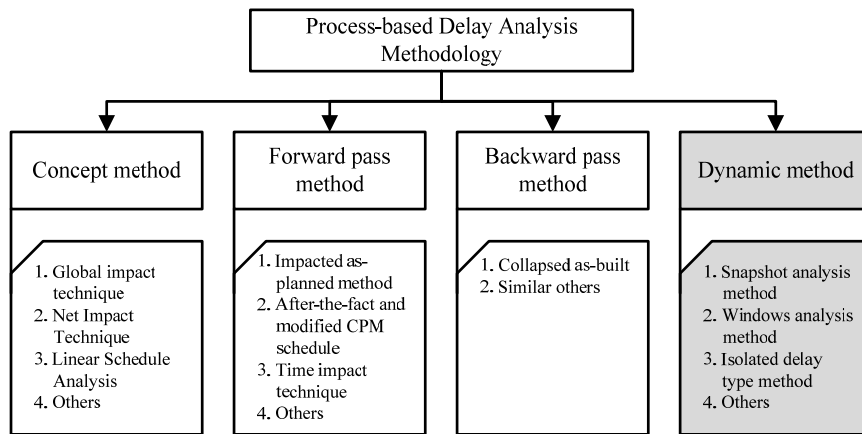 Process-based Delay Analysis
Methodology
Concept method
Forward pass
method
Backward pass
method
Dynamic method
1. Global impact
technique
2. Net Impact
Technique
3. Linear Schedule
Analysis
4. Others
1. Impacted as-
planned method
2. After-the-fact and
modified CPM
schedule
3. Time impact
technique
4. Others
1. Collapsed as-built
2. Similar others
1. Snapshot analysis
method
2. Windows analysis
method
3. Isolated delay
type method
4. Others